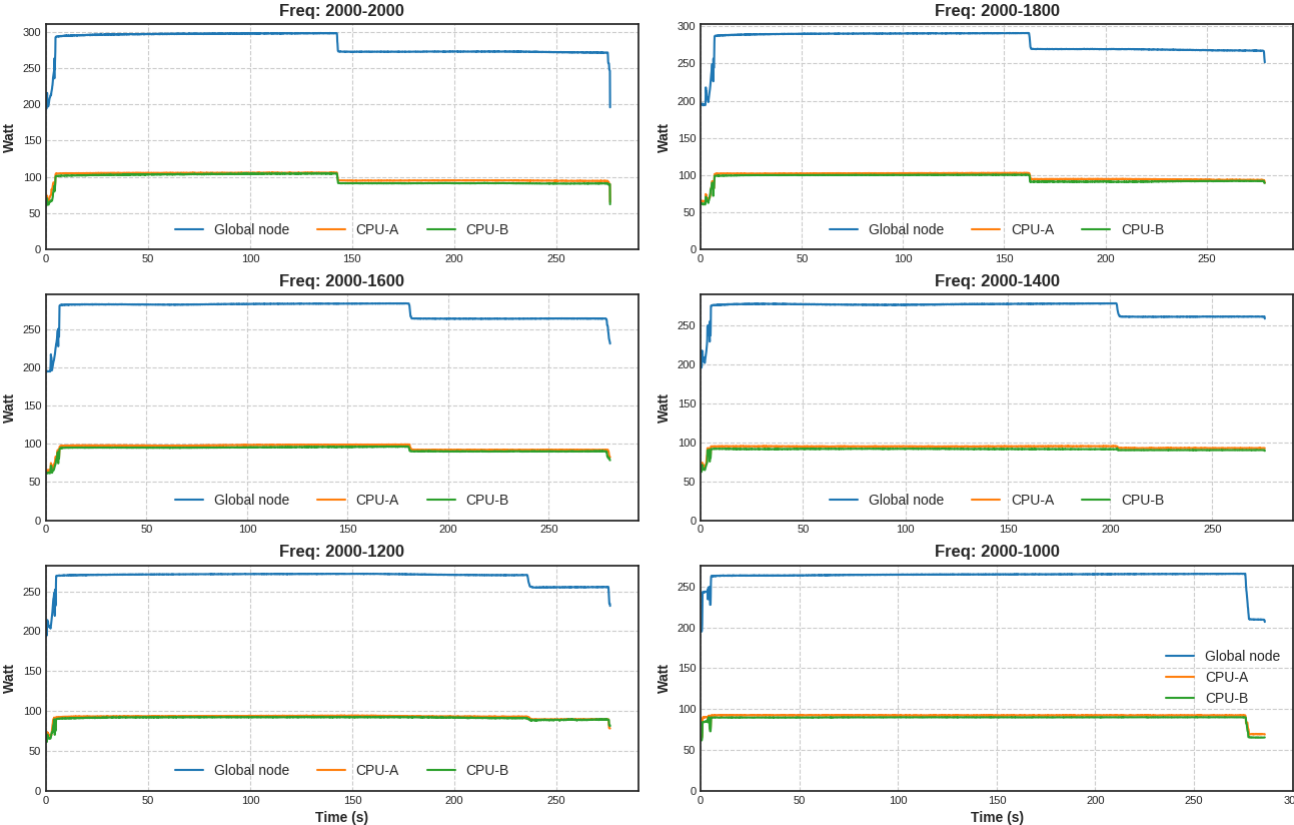 Freq: 2000-2000
Watt
300
250
200
150
100
50
0
0 50 100 150 200 250
Global node CPU-A CPU-B
Freq: 2000-1800
Watt
300
250
200
150
100
50
0
0 50 100 150 200 250
Global node CPU-A CPU-B
Freq: 2000-1600
Watt
250
200
150
100
50
0
0 50 100 150 200 250
Global node CPU-A CPU-B
Freq: 2000-1400
Watt
250
200
150
100
50
0
0 50 100 150 200 250
Global node CPU-A CPU-B
Freq: 2000-1200
Watt
250
200
150
100
50
0
0 50 100 150 200 250
Global node CPU-A CPU-B
Time (s)
Freq: 2000-1000
Watt
250
200
150
100
50
0
Global node
CPU-A
CPU-B
0 50 100 150 200 250
Time (s)